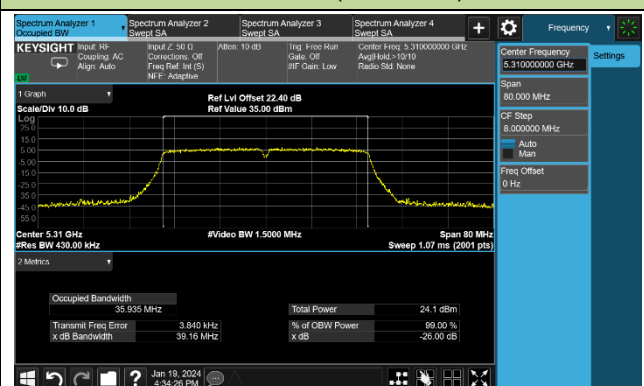 Spectrum Analyzer 1
Occupied BW
Spectrum Analyzer 2
Swept SA
Spectrum Analyzer 3
Swept SA
Spectrum Analyzer 4
Swept SA
Frequency
KEYSIGHT
Input: RF
Coupling: AC
Align: Auto
Input Z: 50 Ω
Corrections: Off
Freq Ref: Int (S)
NFE: Adaptive
Atten: 10 dB
Trig: Free Run
Gate: Off
#IF Gain: Low
Center Freq: 5.310000000 GHz
Avg|Hold:>10/10
Radio Std: None
Center Frequency
5.310000000 GHz
Settings
Span
80.000 MHz
CF Step
8.000000 MHz
Auto
Man
Freq Offset
0 Hz
1 Graph
Scale/Div 10.0 dB
Ref Lvl Offset 22.40 dB
Ref Value 35.00 dBm
Log
25.0
15.0
5.00
-5.00
-15.0
-25.0
-35.0
-45.0
-55.0
Center 5.31 GHz
#Res BW 430.00 kHz
#Video BW 1.5000 MHz
Span 80 MHz
Sweep 1.07 ms (2001 pts)
2 Metrics
Occupied Bandwidth
35.935 MHz
Total Power 24.1 dBm
Transmit Freq Error 3.840 kHz
% of OBW Power 99.00 %
x dB Bandwidth 39.16 MHz
x dB -26.00 dB
Jan 19, 2024
4:34:26 PM